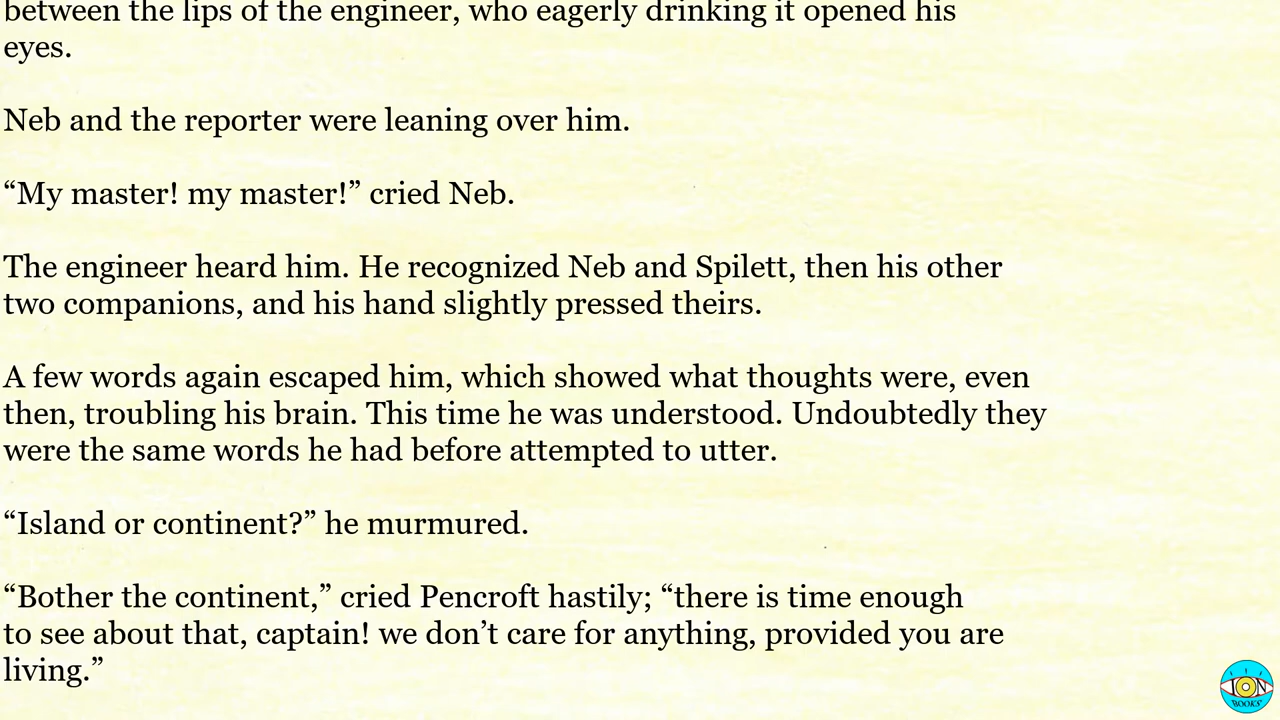 between the lips of the engineer, who eagerly drinking it opened his
eyes.
Neb and the reporter were leaning over him.
“My master! my master!” cried Neb.
The engineer heard him. He recognized Neb and Spilett, then his other
two companions, and his hand slightly pressed theirs.
A few words again escaped him, which showed what thoughts were, even
then, troubling his brain. This time he was understood. Undoubtedly they
were the same words he had before attempted to utter.
“Island or continent?” he murmured.
“Bother the continent,” cried Pencroft hastily; “there is time enough
to see about that, captain! we don’t care for anything, provided you are
living.”
ION
BOOKS